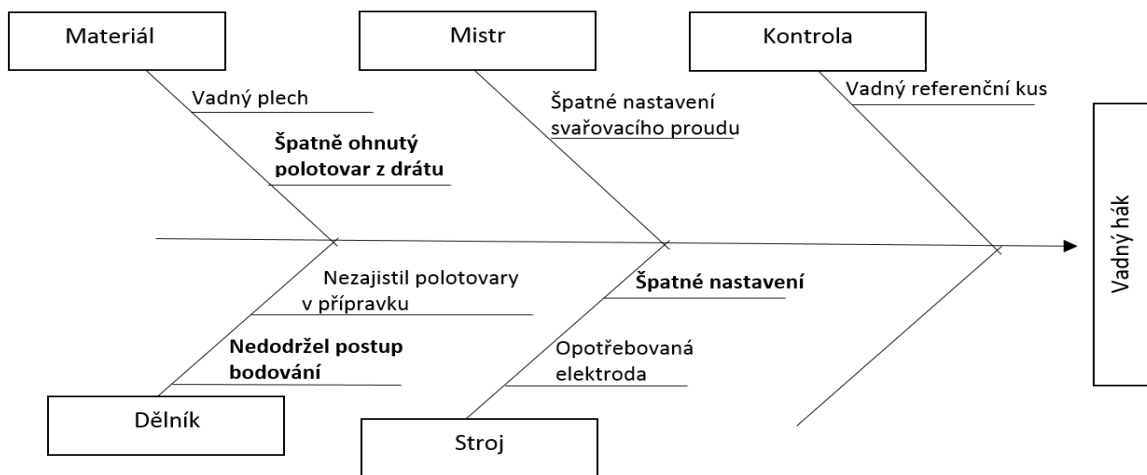 Materiál
Mistr
Kontrola
Vadný plech
Špatně ohnutý
polotovar z drátu
Špatné nastavení
svařovacího proudu
Vadný referenční kus
Vadný hák
Nezajistil polotovary
v přípravku
Nedodržel postup
bodování
Špatné nastavení
Opotřebovaná
elektroda
Dělník
Stroj